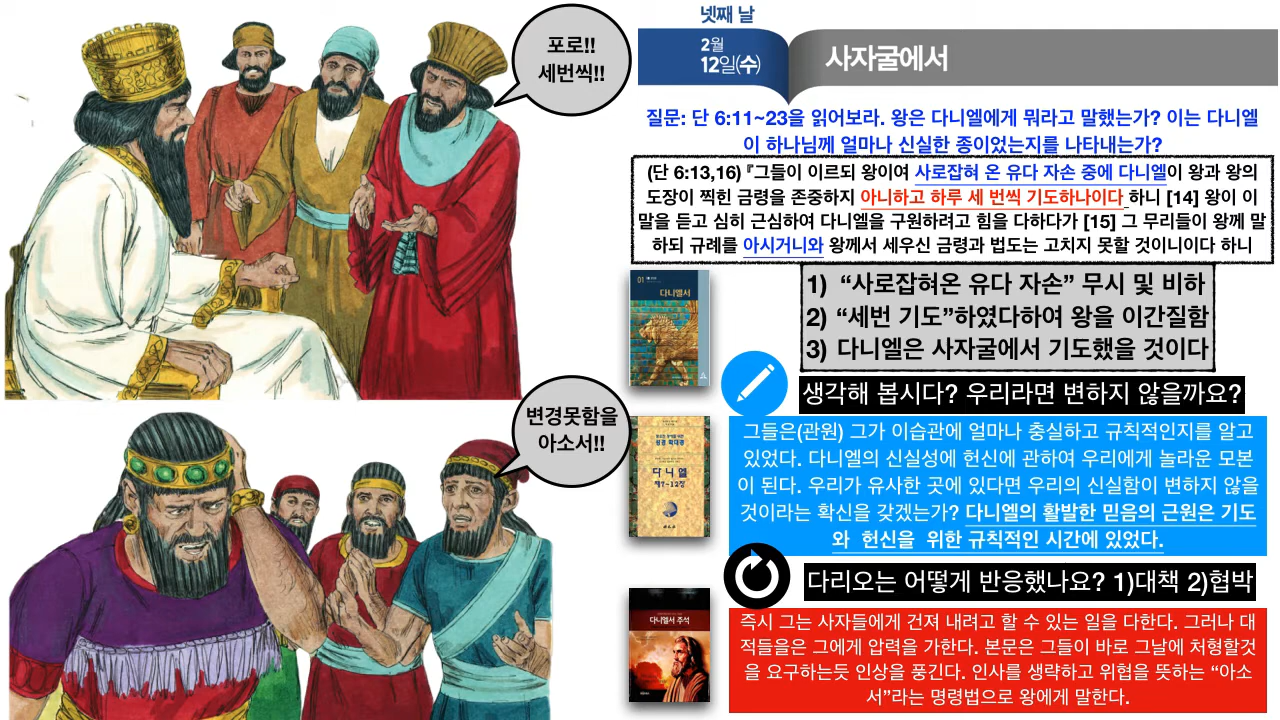 포로!!
세번씩!!
넷째 날
2월
12일(수)
사자굴에서
질문: 단 6:11~23을 읽어보라. 왕은 다니엘에게 뭐라고 말했는가? 이는 다니엘
이 하나님께 얼마나 신실한 종이었는지를 나타내는가?
(단 6:13,16)『그들이 이르되 왕이여 사로잡혀 온 유다 자손 중에 다니엘이 왕과 왕의
도장이 찍힌 금령을 존중하지 아니하고 하루 세 번씩 기도하나이다 하니 [14] 왕이 이
말을 듣고 심히 근심하여 다니엘을 구원하려고 힘을 다하다가 [15] 그 무리들이 왕께 말
하되 규례를 아시거니와 왕께서 세우신 금령과 법도는 고치지 못할 것이니이다 하니
01
다니엘서
1) “사로잡혀온 유다 자손” 무시 및 비하
2) “세번 기도”하였다하여 왕을 이간질함
3) 다니엘은 사자굴에서 기도했을 것이다
변경못함을
아소서!!
생각해 봅시다? 우리라면 변하지 않을까요?
다니엘
제7~12장
그들은(관원) 그가 이습관에 얼마나 충실하고 규칙적인지를 알고
있었다. 다니엘의 신실성에 헌신에 관하여 우리에게 놀라운 모본
이 된다. 우리가 유사한 곳에 있다면 우리의 신실함이 변하지 않을
것이라는 확신을 갖겠는가? 다니엘의 활발한 믿음의 근원은 기도
와 헌신을 위한 규칙적인 시간에 있었다.
다리오는 어떻게 반응했나요? 1)대책 2)협박
다니엘서 주석
즉시 그는 사자들에게 건져 내려고 할 수 있는 일을 다한다. 그러나 대
적들을은 그에게 압력을 가한다. 본문은 그들이 바로 그날에 처형할것
을 요구하는듯 인상을 풍긴다. 인사를 생략하고 위협을 뜻하는 “아소
서”라는 명령법으로 왕에게 말한다.